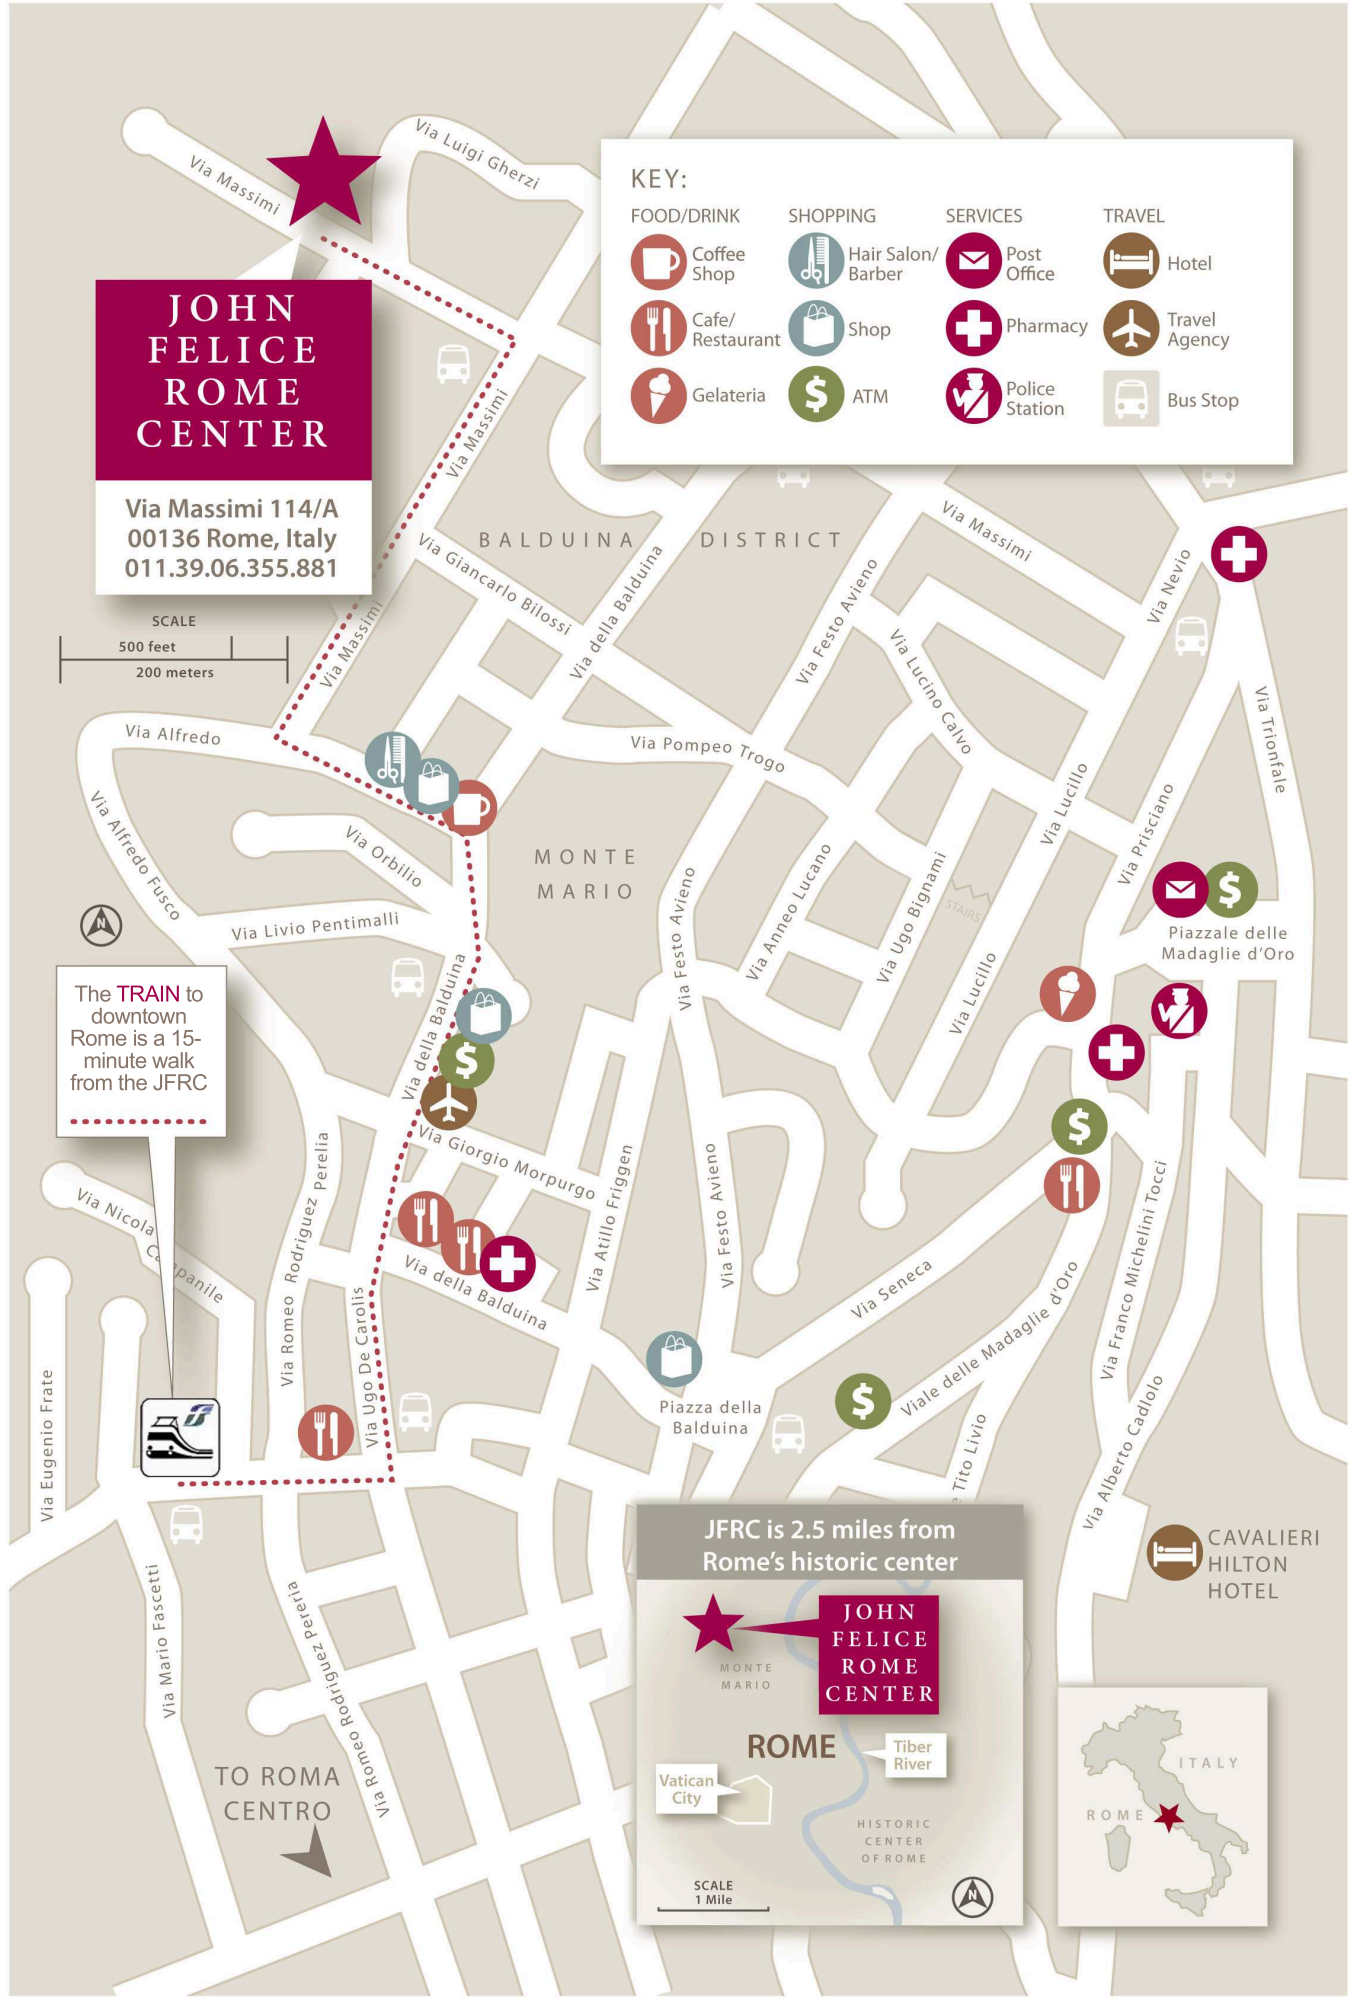 Via Massimi
Via Luigi Gherzi
KEY:
FOOD/DRINK
Coffee
Shop
Cafe/
Restaurant
Gelateria
SHOPPING
Hair Salon/
Barber
Shop
$ ATM
SERVICES
Post
Office
Pharmacy
Police
Station
TRAVEL
Hotel
Travel
Agency
Bus Stop
JOHN
FELICE
ROME
CENTER
Via Massimi 114/A
00136 Rome, Italy
011.39.06.355.881
SCALE
500 feet
200 meters
Via Massimi
Via Massimi
Via Giancarlo Bilossi
BALDUINA DISTRICT
Via della Balduina
Via Festo Avieno
Via Massimi
Via Nevio
Via Lucino Calvo
Via Trionfale
Via Alfredo
Via Pompeo Trogo
Via Lucillo
Via Prisciano
Via Alfredo Fusco
Via Orbilio
MONTE
MARIO
Via Livio Pentimalli
Via Festo Avieno
Via Anneo Lucano
Via Ugo Bignami
STAIRS
Via Lucillo
$
Piazzale delle
Madaglie d'Oro
N
The TRAIN to
downtown
Rome is a 15-
minute walk
from the JFRC
Via della Balduina
$
Via Giorgio Morpurgo
$
Via Nicola Campanile
Via Romeo Rodriguez Perelia
Via Ugo De Carolis
Via della Balduina
Via Atillo Friggen
Via Festo Avieno
Via Seneca
Viale delle Madaglie d'Oro
Via Franco Michelini Tocci
Via Alberto Cadlolo
Via Eugenio Frate
Piazza della
Balduina
$
e Tito Livio
CAVALIERI
HILTON
HOTEL
Via Mario Fascetti
Via Romeo Rodriguez Pereria
TO ROMA
CENTRO
JFRC is 2.5 miles from
Rome's historic center
JOHN
FELICE
ROME
CENTER
MONTE
MARIO
ROME
Tiber
River
Vatican
City
HISTORIC
CENTER
OF ROME
SCALE
1 Mile
N
ITALY
ROME